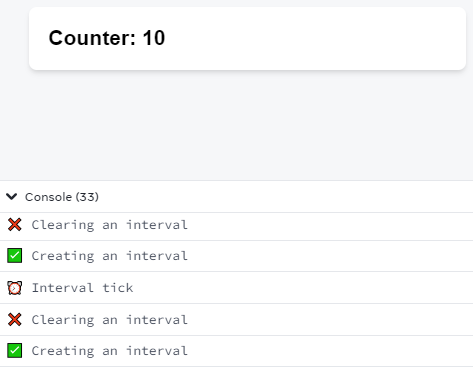 Counter: 10
Console (33)
❌ Clearing an interval
✅ Creating an interval
⏰ Interval tick
❌ Clearing an interval
✅ Creating an interval